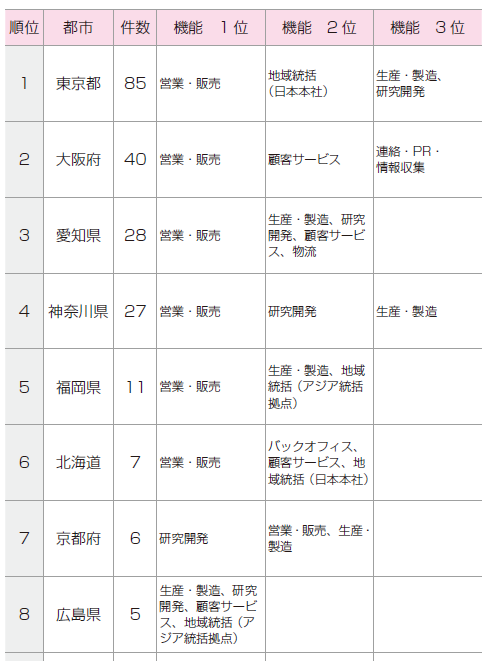 順位 都市 件数 機能　1位 機能　2位 機能　3位
1 東京都 85 営業・販売 地域統括
（日本本社） 生産・製造、
研究開発
2 大阪府 40 営業・販売 顧客サービス 連絡・PR・
情報収集
3 愛知県 28 営業・販売 生産・製造、研究
開発、顧客サービ
ス、物流
4 神奈川県 27 営業・販売 研究開発 生産・製造
5 福岡県 11 営業・販売 生産・製造、地域
統括（アジア統括
拠点）
6 北海道 7 営業・販売 バックオフィス、
顧客サービス、地
域統括（日本本社）
7 京都府 6 研究開発 営業・販売、生産・
製造
8 広島県 5 生産・製造、研究
開発、顧客サービ
ス、地域統括（ア
ジア統括拠点）